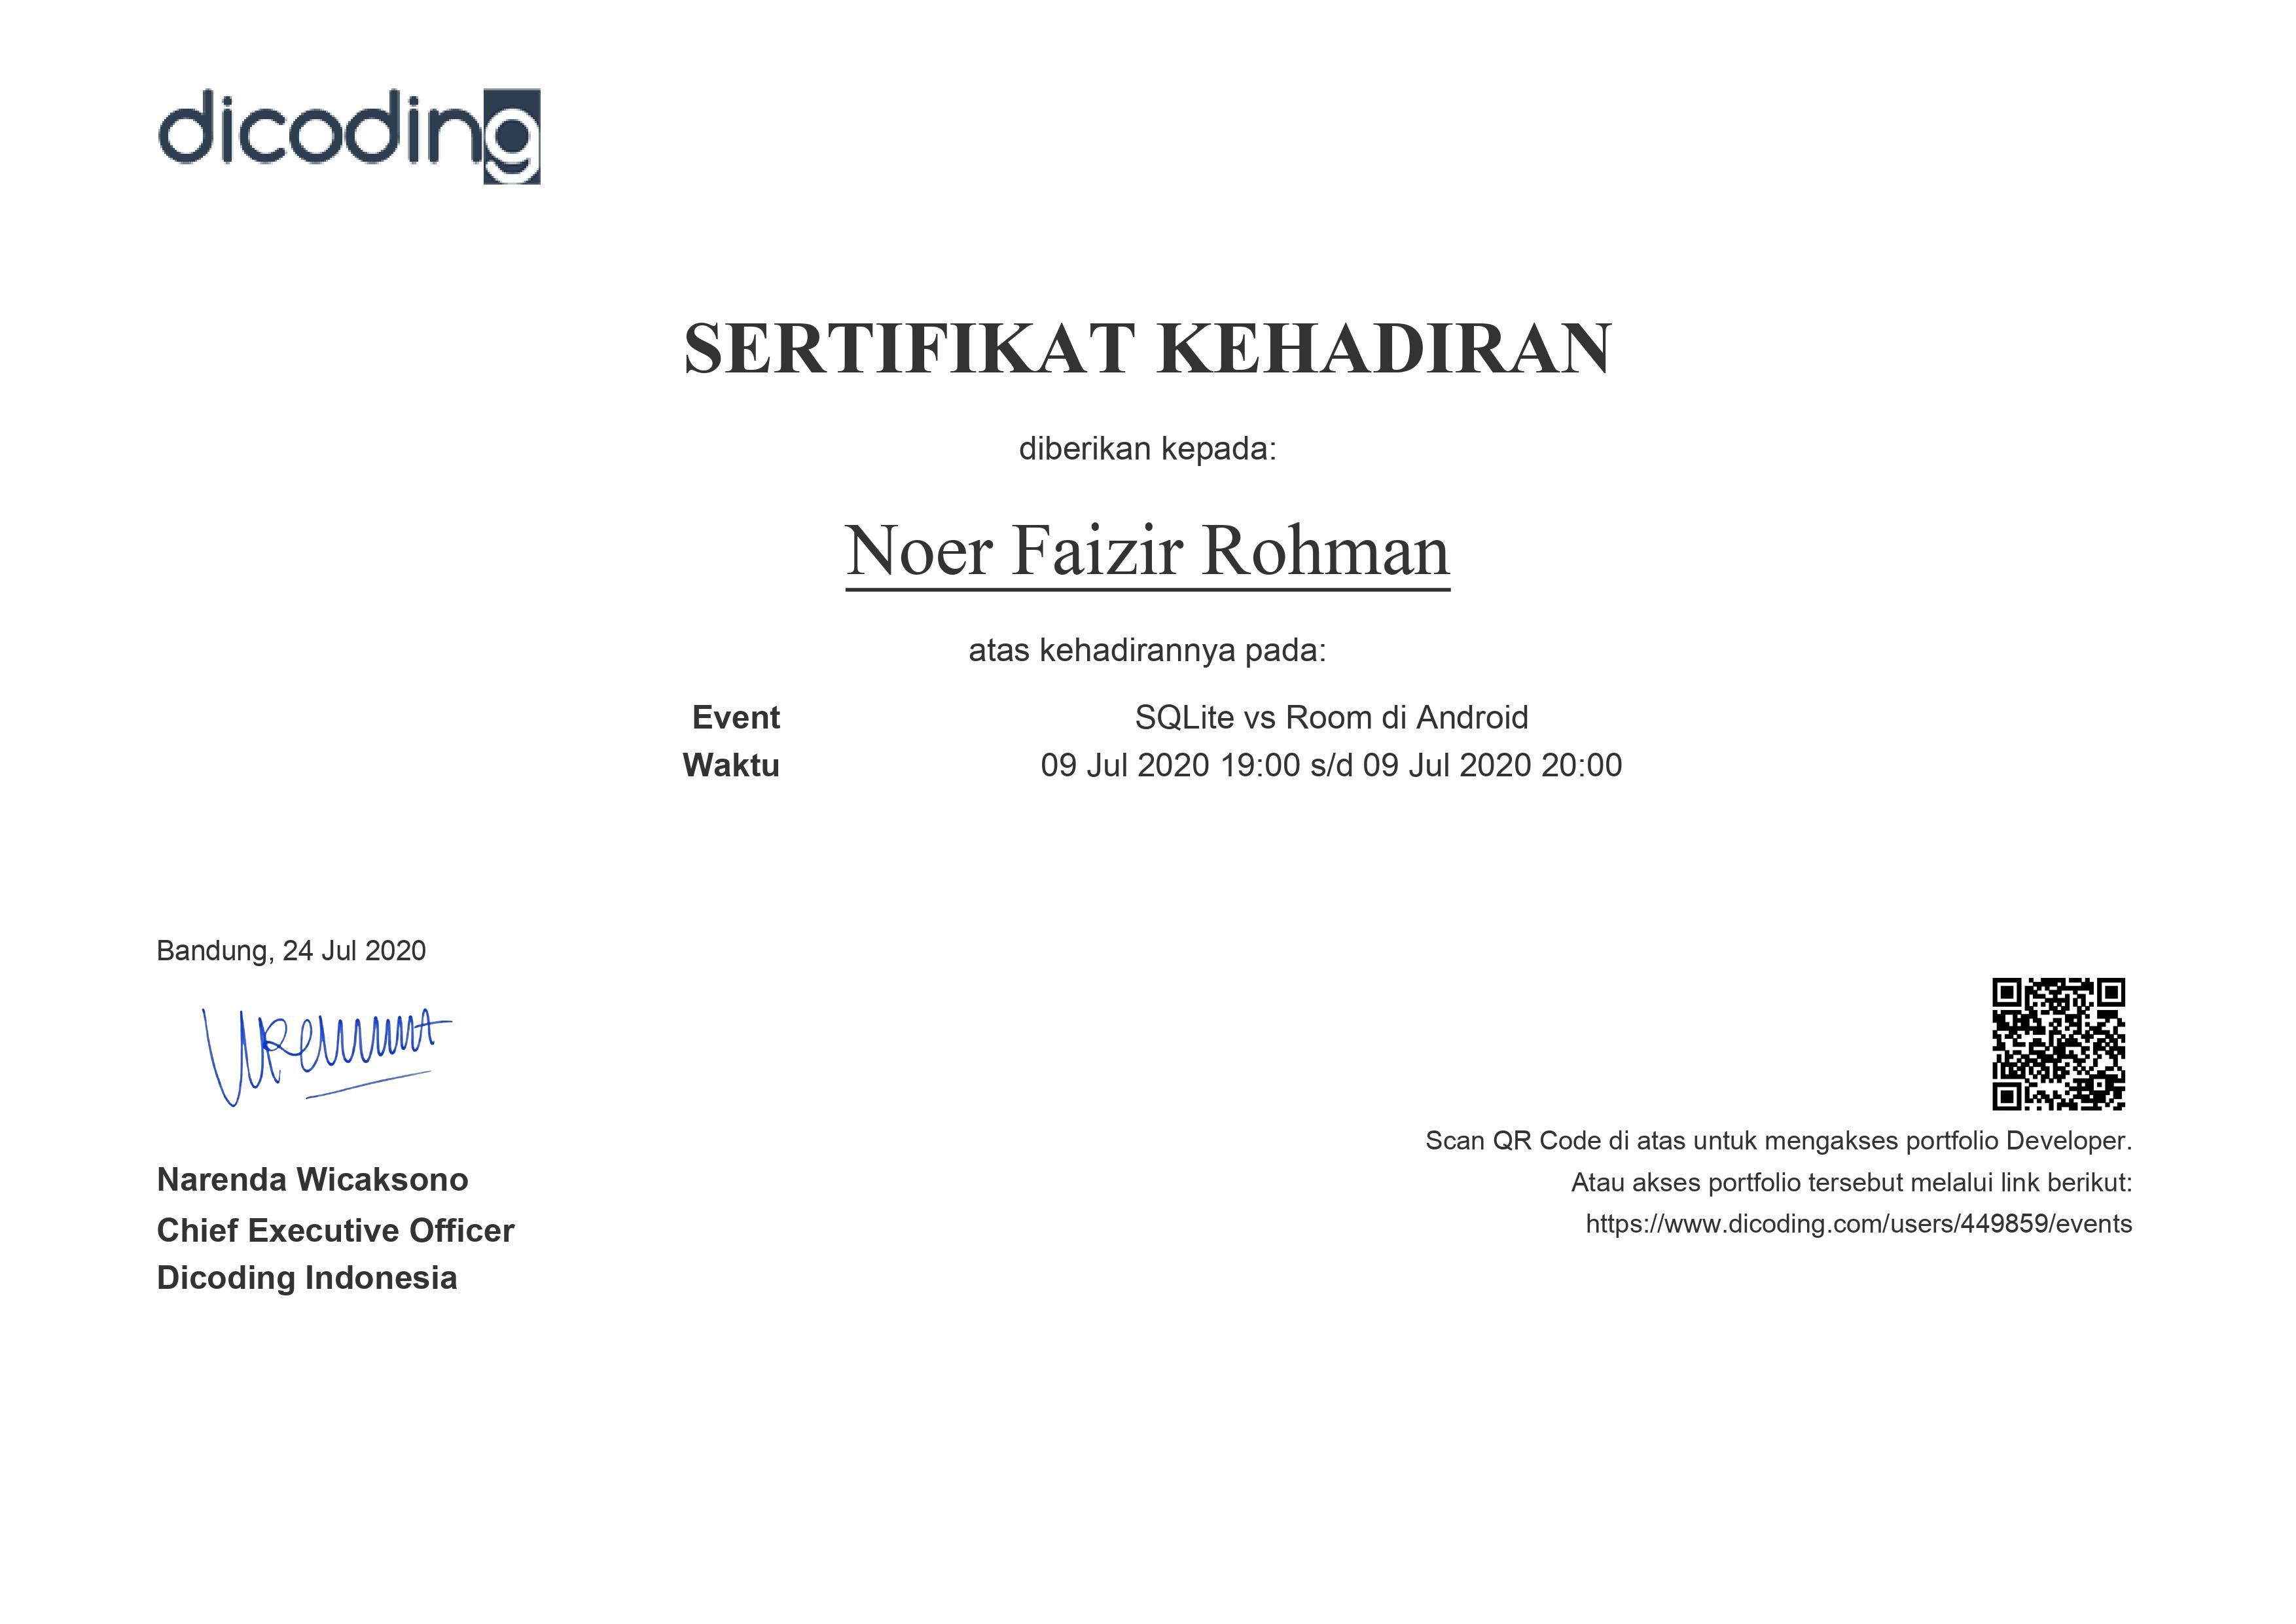 dicoding
SERTIFIKAT KEHADIRAN
diberikan kepada:
Noer Faizir Rohman
atas kehadirannya pada:
Event SQLite vs Room di Android
Waktu 09 Jul 2020 19:00 s/d 09 Jul 2020 20:00
Bandung, 24 Jul 2020
Narenda Wicaksono
Chief Executive Officer
Dicoding Indonesia
Scan QR Code di atas untuk mengakses portfolio Developer.
Atau akses portfolio tersebut melalui link berikut:
https://www.dicoding.com/users/449859/events